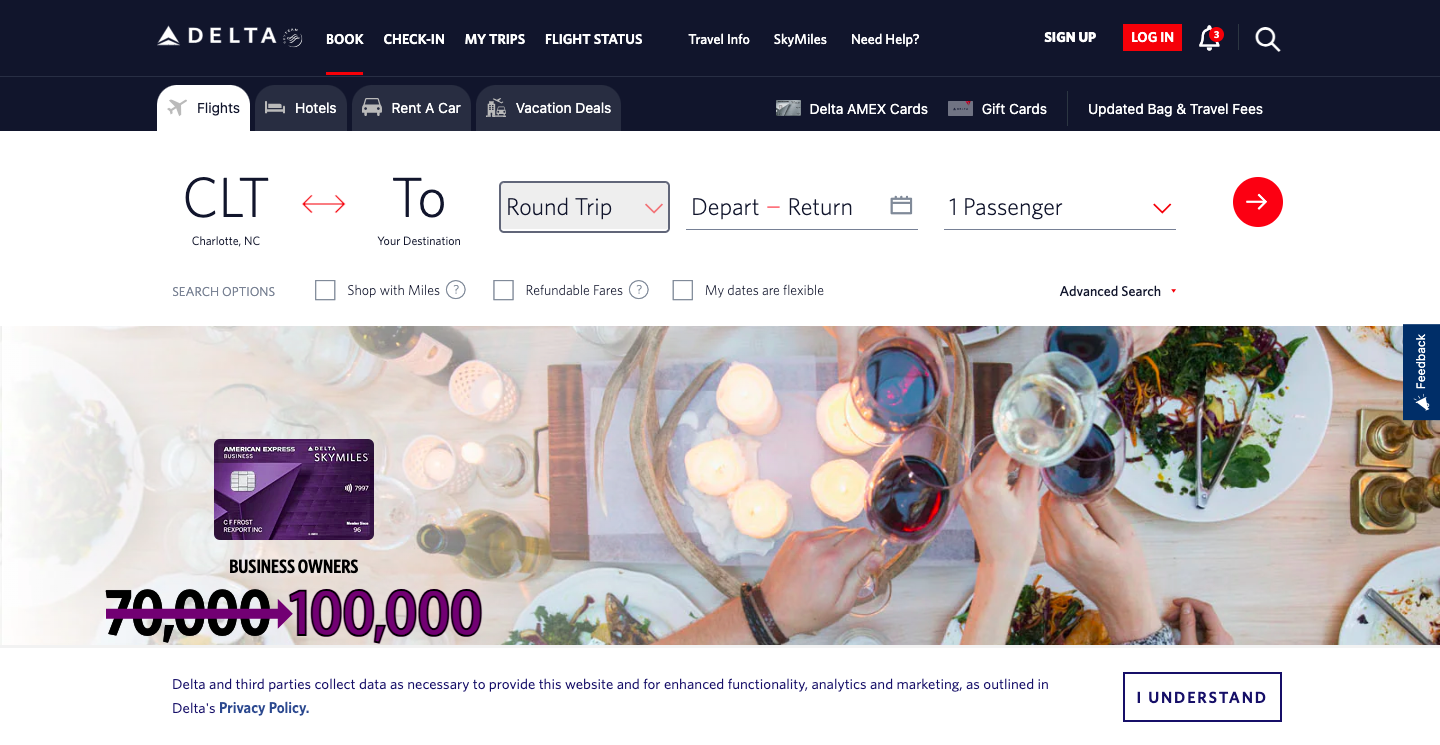 DELTA
BOOK CHECK-IN MY TRIPS FLIGHT STATUS Travel Info SkyMiles Need Help? SIGN UP LOG IN 3
Flights Hotels Rent A Car Vacation Deals Delta AMEX Cards Gift Cards Updated Bag & Travel Fees
CLT To Round Trip Depart – Return 1 Passenger
Charlotte, NC Your Destination
SEARCH OPTIONS Shop with Miles ? Refundable Fares ? My dates are flexible Advanced Search
Feedback
AMERICAN EXPRESS DELTA
BUSINESS SKYMILES
7997
C F FROST
REXPORT INC
Member Since
96
BUSINESS OWNERS
70,000 100,000
Delta and third parties collect data as necessary to provide this website and for enhanced functionality, analytics and marketing, as outlined in
Delta's Privacy Policy.
I UNDERSTAND